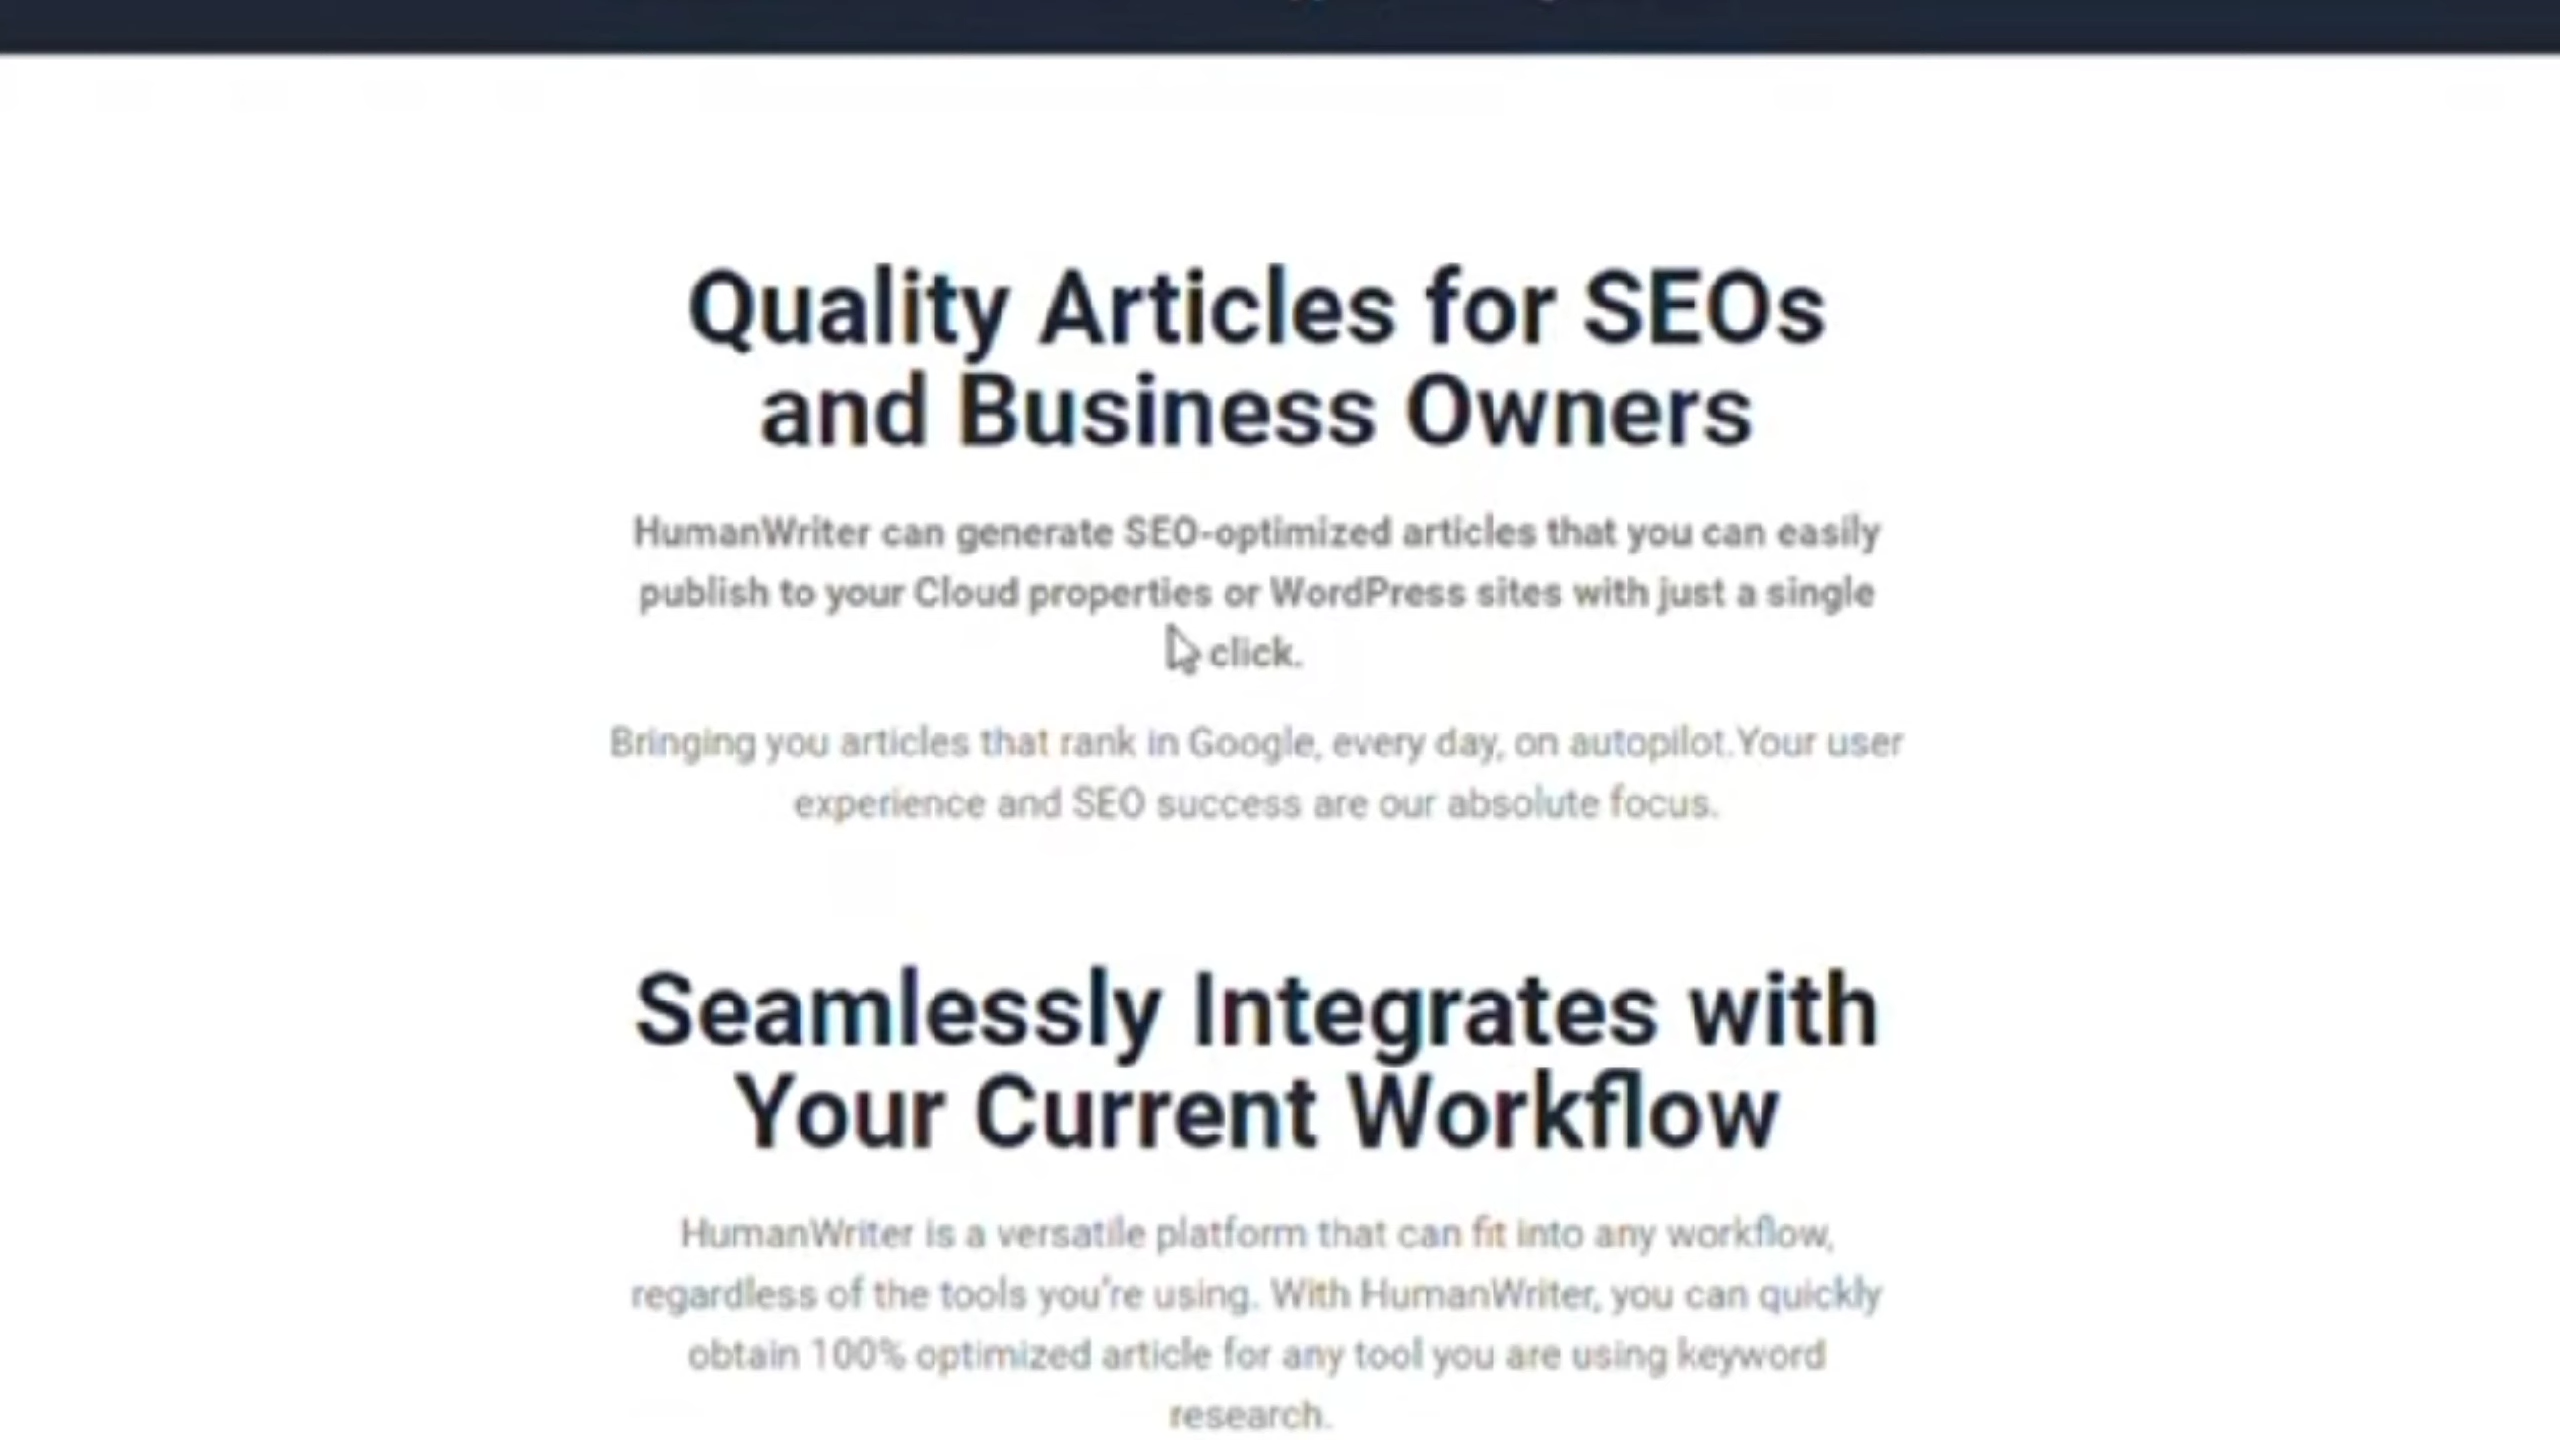 Quality Articles for SEOs
and Business Owners
HumanWriter can generate SEO-optimized articles that you can easily
publish to your Cloud properties or WordPress sites with just a single
click.
Bringing you articles that rank in Google, every day, on autopilot.Your user
experience and SEO success are our absolute focus.
Seamlessly Integrates with
Your Current Workflow
HumanWriter is a versatile platform that can fit into any workflow,
regardless of the tools you're using. With HumanWriter, you can quickly
obtain 100% optimized article for any tool you are using keyword
research.